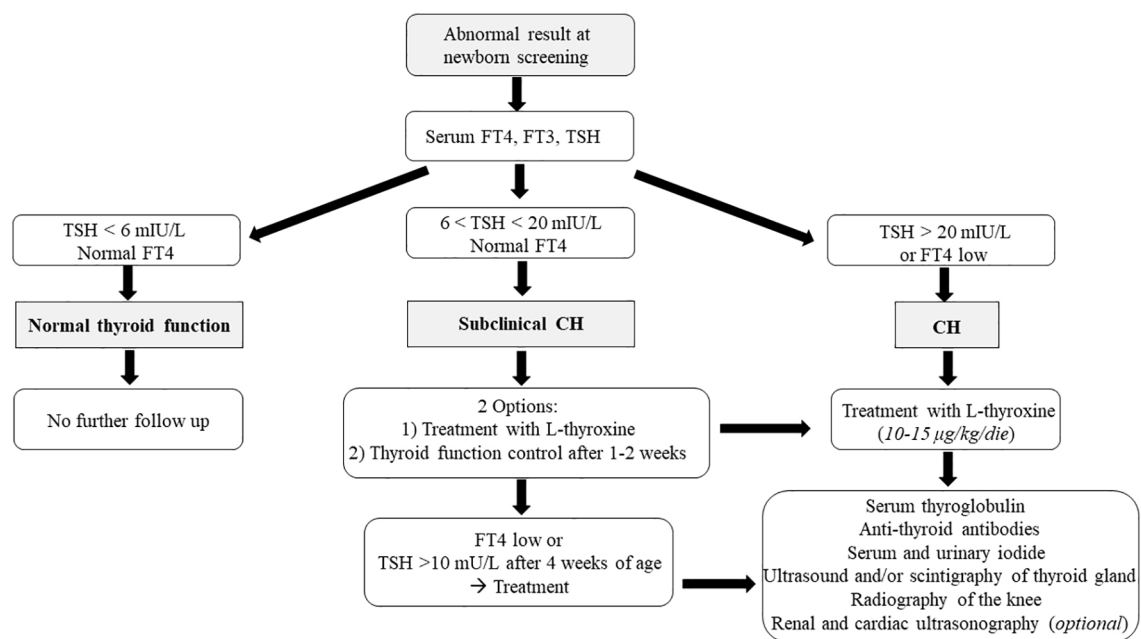 Abnormal result at
newborn screening
Serum FT4, FT3, TSH
TSH < 6 mIU/L
Normal FT4
6 < TSH < 20 mIU/L
Normal FT4
TSH > 20 mIU/L
or FT4 low
Normal thyroid function
Subclinical CH
CH
No further follow up
2 Options:
1) Treatment with L-thyroxine
2) Thyroid function control after 1-2 weeks
Treatment with L-thyroxine
(10-15 µg/kg/die)
FT4 low or
TSH >10 mU/L after 4 weeks of age
→ Treatment
Serum thyroglobulin
Anti-thyroid antibodies
Serum and urinary iodide
Ultrasound and/or scintigraphy of thyroid gland
Radiography of the knee
Renal and cardiac ultrasonography (optional)